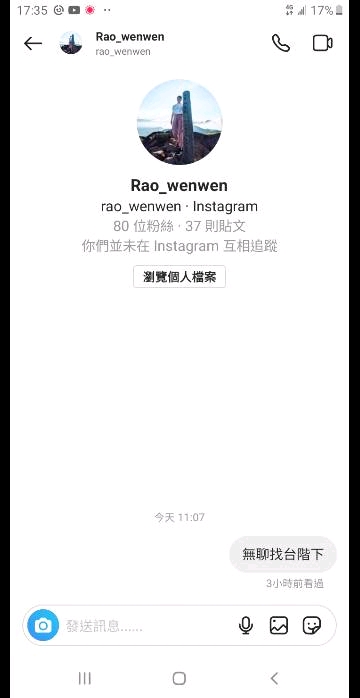 17:35
4G
17%
Rao_wenwen
rao_wenwen
Rao_wenwen
rao_wenwen · Instagram
80 位粉絲 · 37 則貼文
你們並未在 Instagram 互相追蹤
瀏覽個人檔案
今天 11:07
無聊找台階下
3小時前看過
發送訊息......